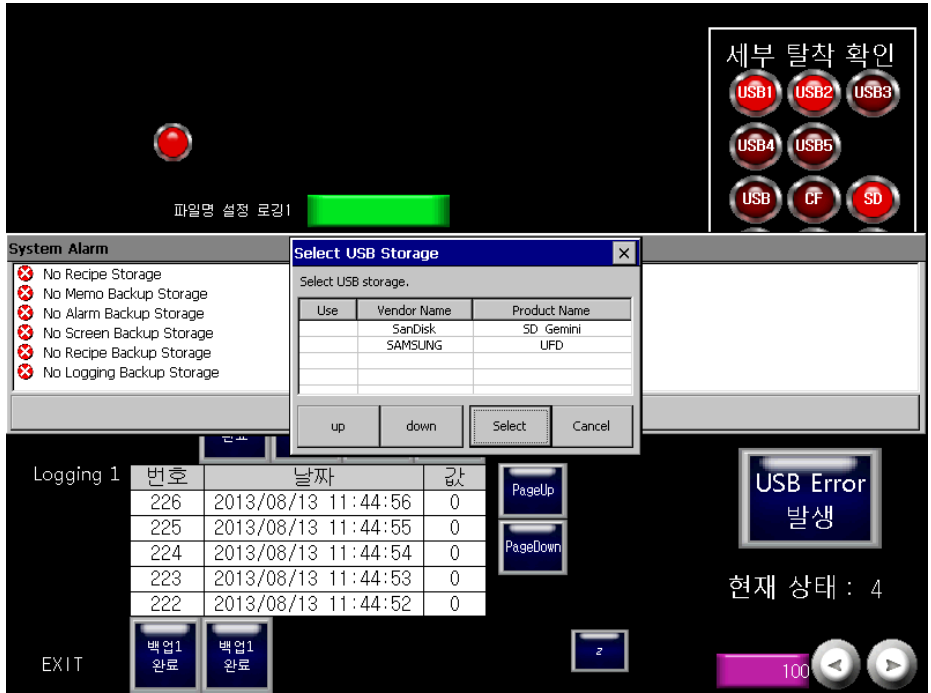 세부 탈착 확인
USB1 USB2 USB3
USB4 USB5
USB CF SD
파일명 설정 로깅1
System Alarm
No Recipe Storage
No Memo Backup Storage
No Alarm Backup Storage
No Screen Backup Storage
No Recipe Backup Storage
No Logging Backup Storage
Select USB Storage
Select USB storage.
Use Vendor Name Product Name
SanDisk SD Gemini
SAMSUNG UFD
up down Select Cancel
Logging 1
번호 날짜 값
226 2013/08/13 11:44:56 0
225 2013/08/13 11:44:55 0
224 2013/08/13 11:44:54 0
223 2013/08/13 11:44:53 0
222 2013/08/13 11:44:52 0
PageUp
PageDown
USB Error
발생
현재 상태 : 4
EXIT
백업1
완료
백업1
완료
z
100